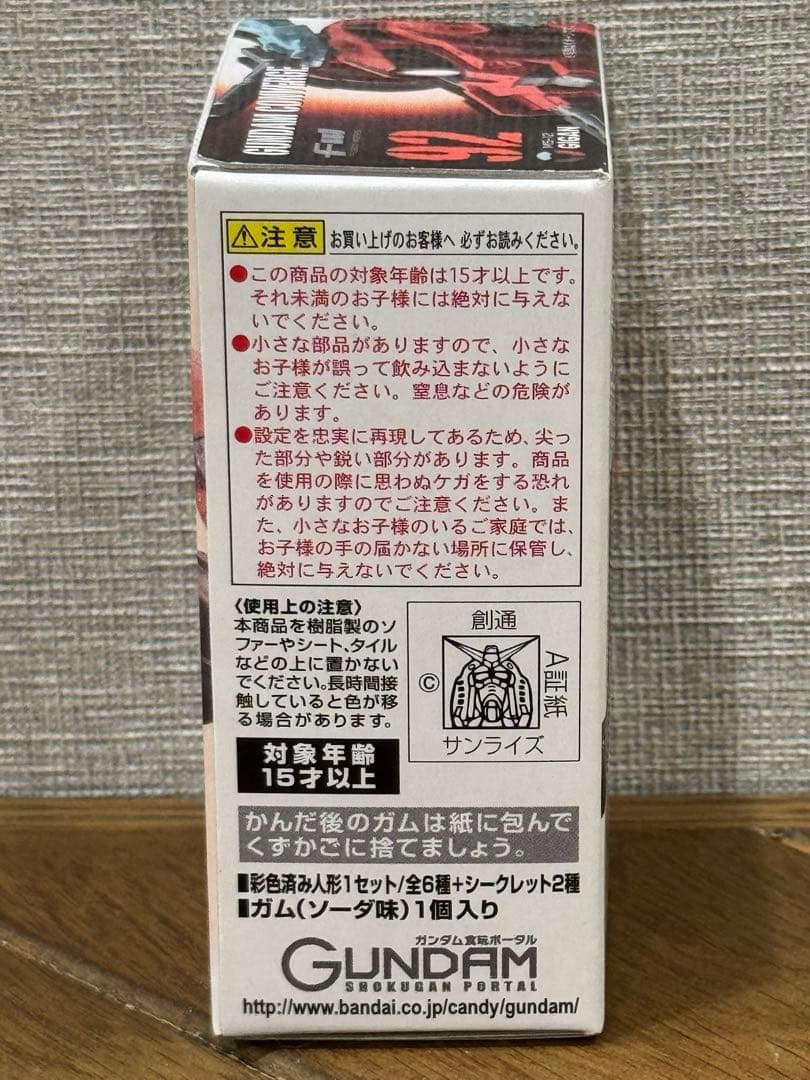 GUNDAM CONVERGE
FW
92
MS-12
GIGAN
⚠注意 お買い上げのお客様へ 必ずお読みください。
●この商品の対象年齢は15才以上です。
それ未満のお子様には絶対に与えな
いでください。
●小さな部品がありますので、小さな
お子様が誤って飲み込まないように
ご注意ください。窒息などの危険が
あります。
●設定を忠実に再現してあるため、尖っ
た部分や鋭い部分があります。商品
を使用の際に思わぬケガをする恐れ
がありますのでご注意ください。ま
た、小さなお子様のいるご家庭では、
お子様の手の届かない場所に保管し、
絶対に与えないでください。
〈使用上の注意〉
本商品を樹脂製のソ
ファーやシート、タイル
などの上に置かない
でください。長時間接
触していると色が移
る場合があります。
創通
©
A証紙
サンライズ
対象年齢
15才以上
かんだ後のガムは紙に包んで
くずかごに捨てましょう。
■彩色済み人形1セット/全6種+シークレット2種
■ガム(ソーダ味)1個入り
ガンダム食玩ポータル
GUNDAM
SHOKUGAN PORTAL
http://www.bandai.co.jp/candy/gundam/